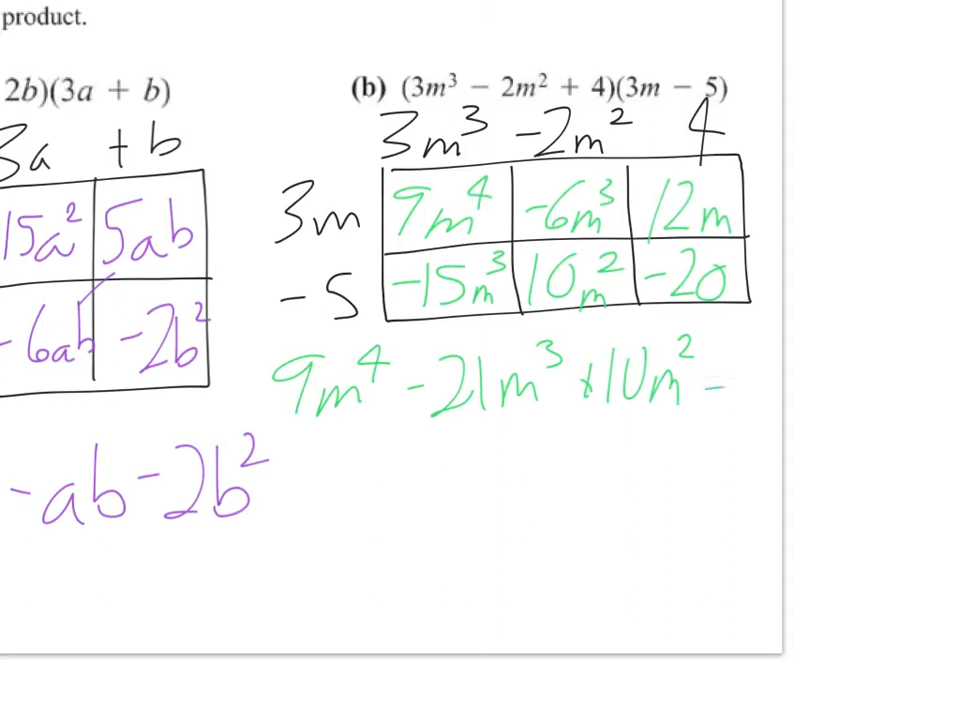 product.
2b)(3a + b)
(b) (3m³ − 2m² + 4)(3m − 5)
3a + b
15a² 5ab
-6ab -2b²
-ab-2b²
3m³ -2m² 4
3m 9m⁴ -6m³ 12m
-5 -15m³ 10m² -20
9m⁴ - 21m³ +10m² -